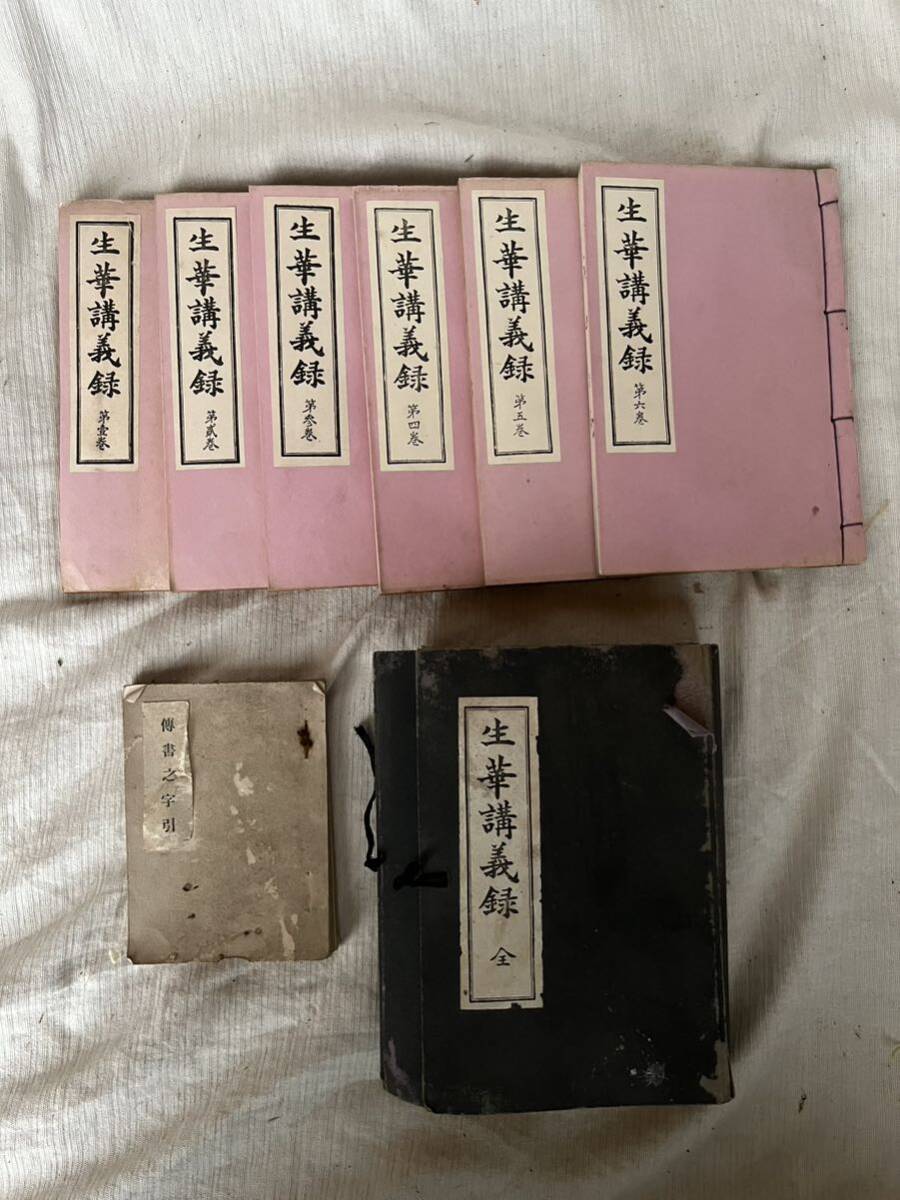 生華講義録 第壹巻
生華講義録 第貳巻
生華講義録 第叁巻
生華講義録 第四巻
生華講義録 第五巻
生華講義録 第六巻
傳書之字引
生華講義録 全